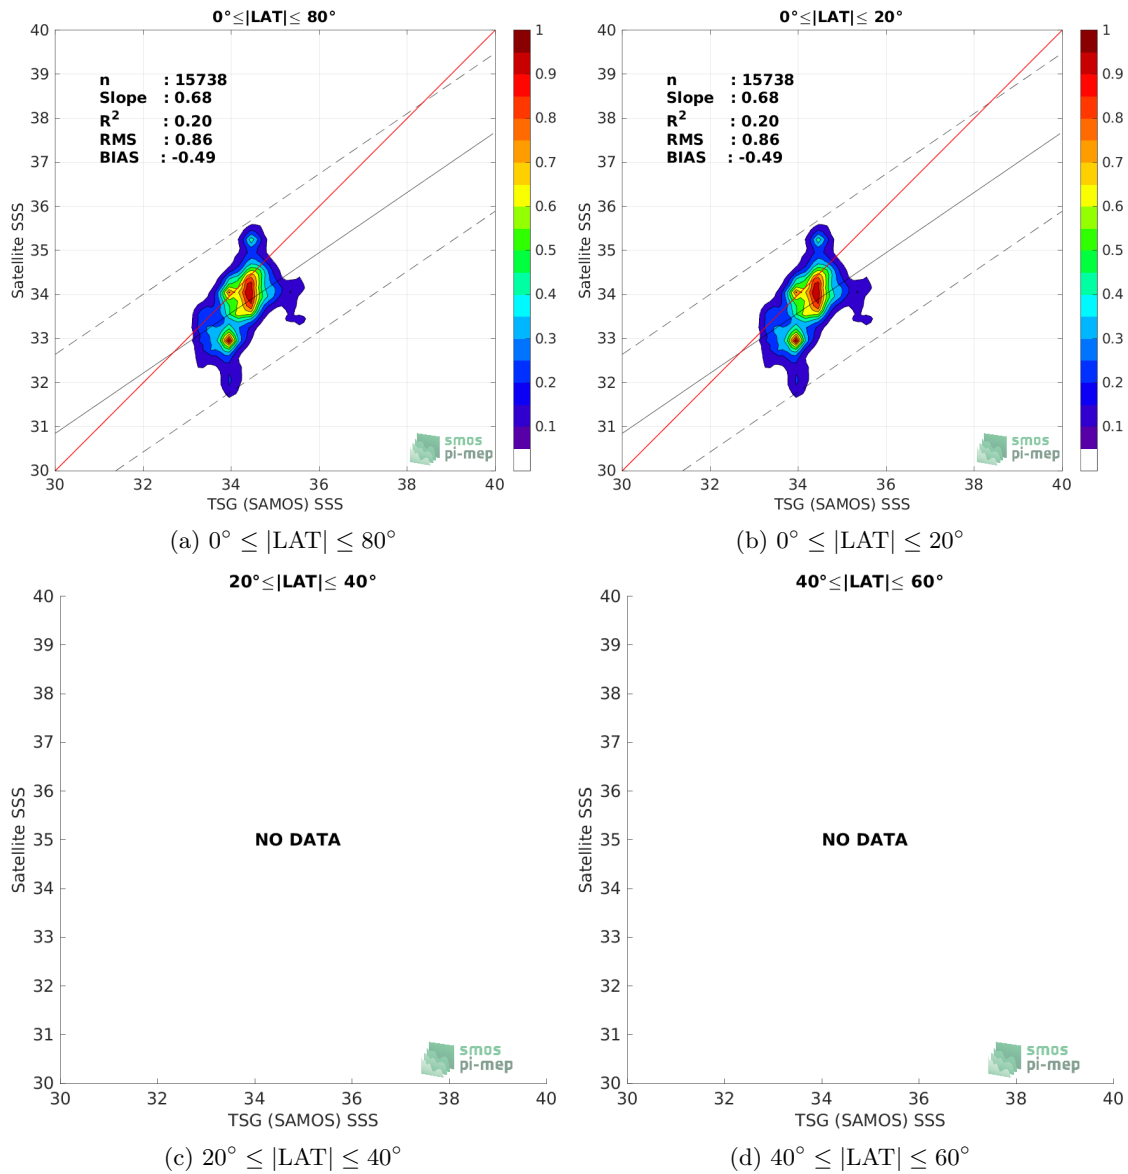 0°≤|LAT|≤ 80°
40
39
38
37
36
35
34
33
32
31
30
Satellite SSS
n : 15738
Slope : 0.68
R² : 0.20
RMS : 0.86
BIAS : -0.49
smos
pi-mep
30 32 34 36 38 40
TSG (SAMOS) SSS
1
0.9
0.8
0.7
0.6
0.5
0.4
0.3
0.2
0.1
(a) 0° ≤ |LAT| ≤ 80°
0°≤|LAT|≤ 20°
40
39
38
37
36
35
34
33
32
31
30
Satellite SSS
n : 15738
Slope : 0.68
R² : 0.20
RMS : 0.86
BIAS : -0.49
smos
pi-mep
30 32 34 36 38 40
TSG (SAMOS) SSS
1
0.9
0.8
0.7
0.6
0.5
0.4
0.3
0.2
0.1
(b) 0° ≤ |LAT| ≤ 20°
20°≤|LAT|≤ 40°
40
39
38
37
36
35
34
33
32
31
30
Satellite SSS
NO DATA
smos
pi-mep
30 32 34 36 38 40
TSG (SAMOS) SSS
(c) 20° ≤ |LAT| ≤ 40°
40°≤|LAT|≤ 60°
40
39
38
37
36
35
34
33
32
31
30
Satellite SSS
NO DATA
smos
pi-mep
30 32 34 36 38 40
TSG (SAMOS) SSS
(d) 40° ≤ |LAT| ≤ 60°